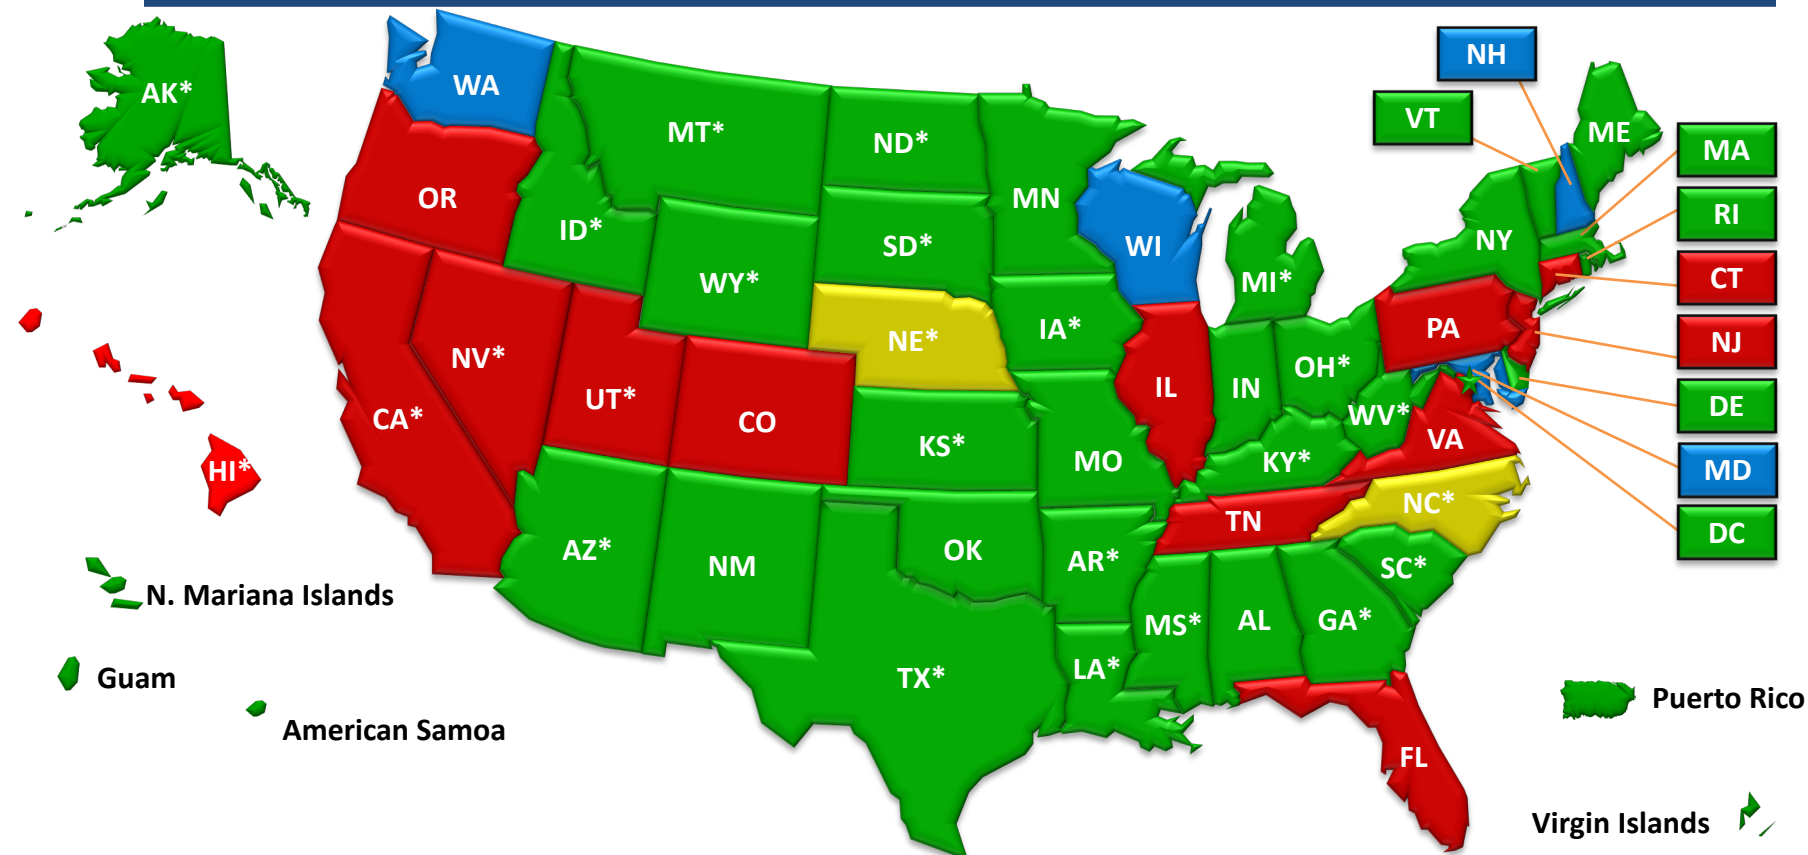 NH
WA
AK*
VT
MT*
ND*
ME
MA
OR
MN
RI
ID*
SD*
WI
NY
WY*
MI*
CT
NE*
IA*
PA
NJ
NV*
OH*
UT*
IL
IN
DE
CA*
CO
WV*
KS*
VA
HI*
MO
KY*
MD
NC*
TN
DC
AZ*
NM
OK
AR*
SC*
N. Mariana Islands
MS*
AL
GA*
Guam
TX*
LA*
Puerto Rico
American Samoa
FL
Virgin Islands